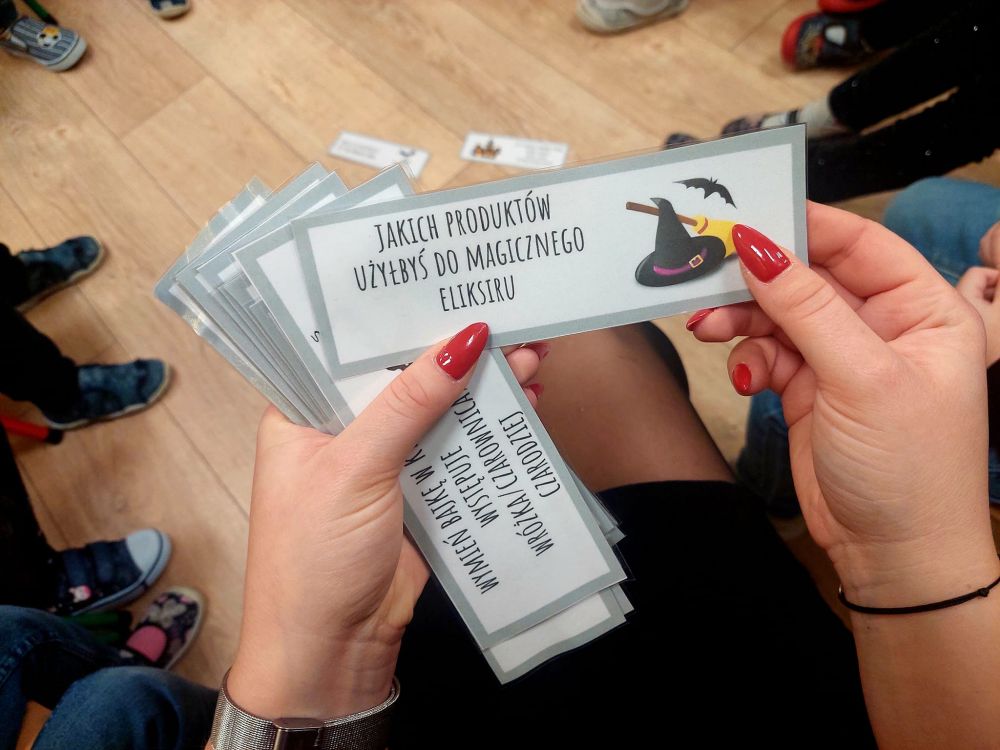 JAKICH PRODUKTÓW
UŻYŁBYŚ DO MAGICZNEGO
ELIKSIRU
WYMIEŃ BAJKĘ W
WYSTĘPUJE
WRÓŻKA/CZAROWNICA
CZARODZIEJ